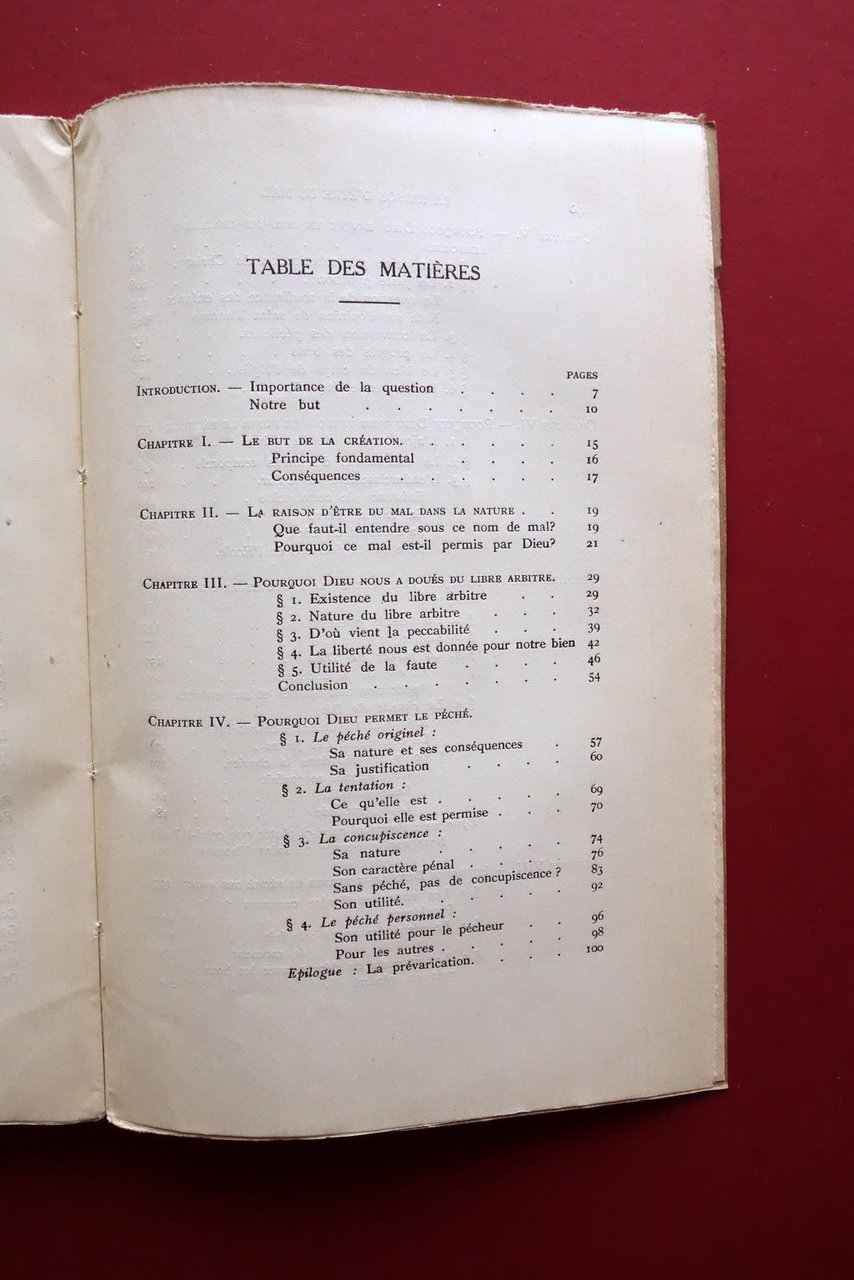 TABLE DES MATIÈRES
PAGES
INTRODUCTION. — Importance de la question . . . . 7
Notre but . . . . . . . 10
CHAPITRE I. — LE BUT DE LA CRÉATION. . . . . . 15
Principe fondamental . . . . 16
Conséquences . . . . . 17
CHAPITRE II. — LA RAISON D'ÊTRE DU MAL DANS LA NATURE . . 19
Que faut-il entendre sous ce nom de mal? 19
Pourquoi ce mal est-il permis par Dieu? 21
CHAPITRE III. — POURQUOI DIEU NOUS A DOUÉS DU LIBRE ARBITRE. 29
§ 1. Existence du libre arbitre . . 29
§ 2. Nature du libre arbitre . . . 32
§ 3. D'où vient la peccabilité . . . 39
§ 4. La liberté nous est donnée pour notre bien 42
§ 5. Utilité de la faute . . . . 46
Conclusion . . . . . . . 54
CHAPITRE IV. — POURQUOI DIEU PERMET LE PÉCHÉ.
§ 1. Le péché originel :
Sa nature et ses conséquences . 57
Sa justification . . . . 60
§ 2. La tentation :
Ce qu'elle est . . . . . 69
Pourquoi elle est permise . . . 70
§ 3. La concupiscence :
Sa nature . . . . 74
Son caractère pénal . . . . 76
Sans péché, pas de concupiscence ? 83
Son utilité. . . . . . 92
§ 4. Le péché personnel :
Son utilité pour le pécheur . . 96
Pour les autres . . . . . 98
Epilogue : La prévarication. . . . 100